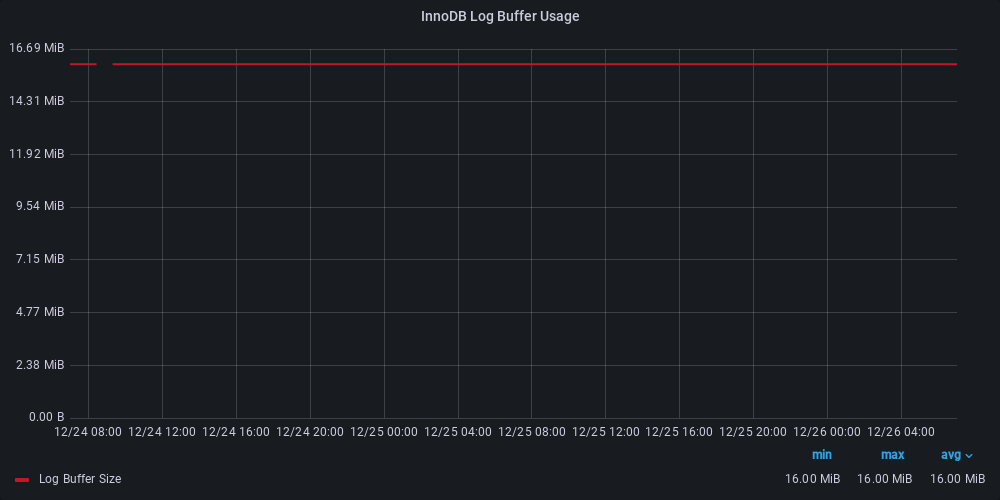 InnoDB Log Buffer Usage
16.69 MiB
14.31 MiB
11.92 MiB
9.54 MiB
7.15 MiB
4.77 MiB
2.38 MiB
0.00 B
12/24 08:00 12/24 12:00 12/24 16:00 12/24 20:00 12/25 00:00 12/25 04:00 12/25 08:00 12/25 12:00 12/25 16:00 12/25 20:00 12/26 00:00 12/26 04:00
min max avg
Log Buffer Size 16.00 MiB 16.00 MiB 16.00 MiB